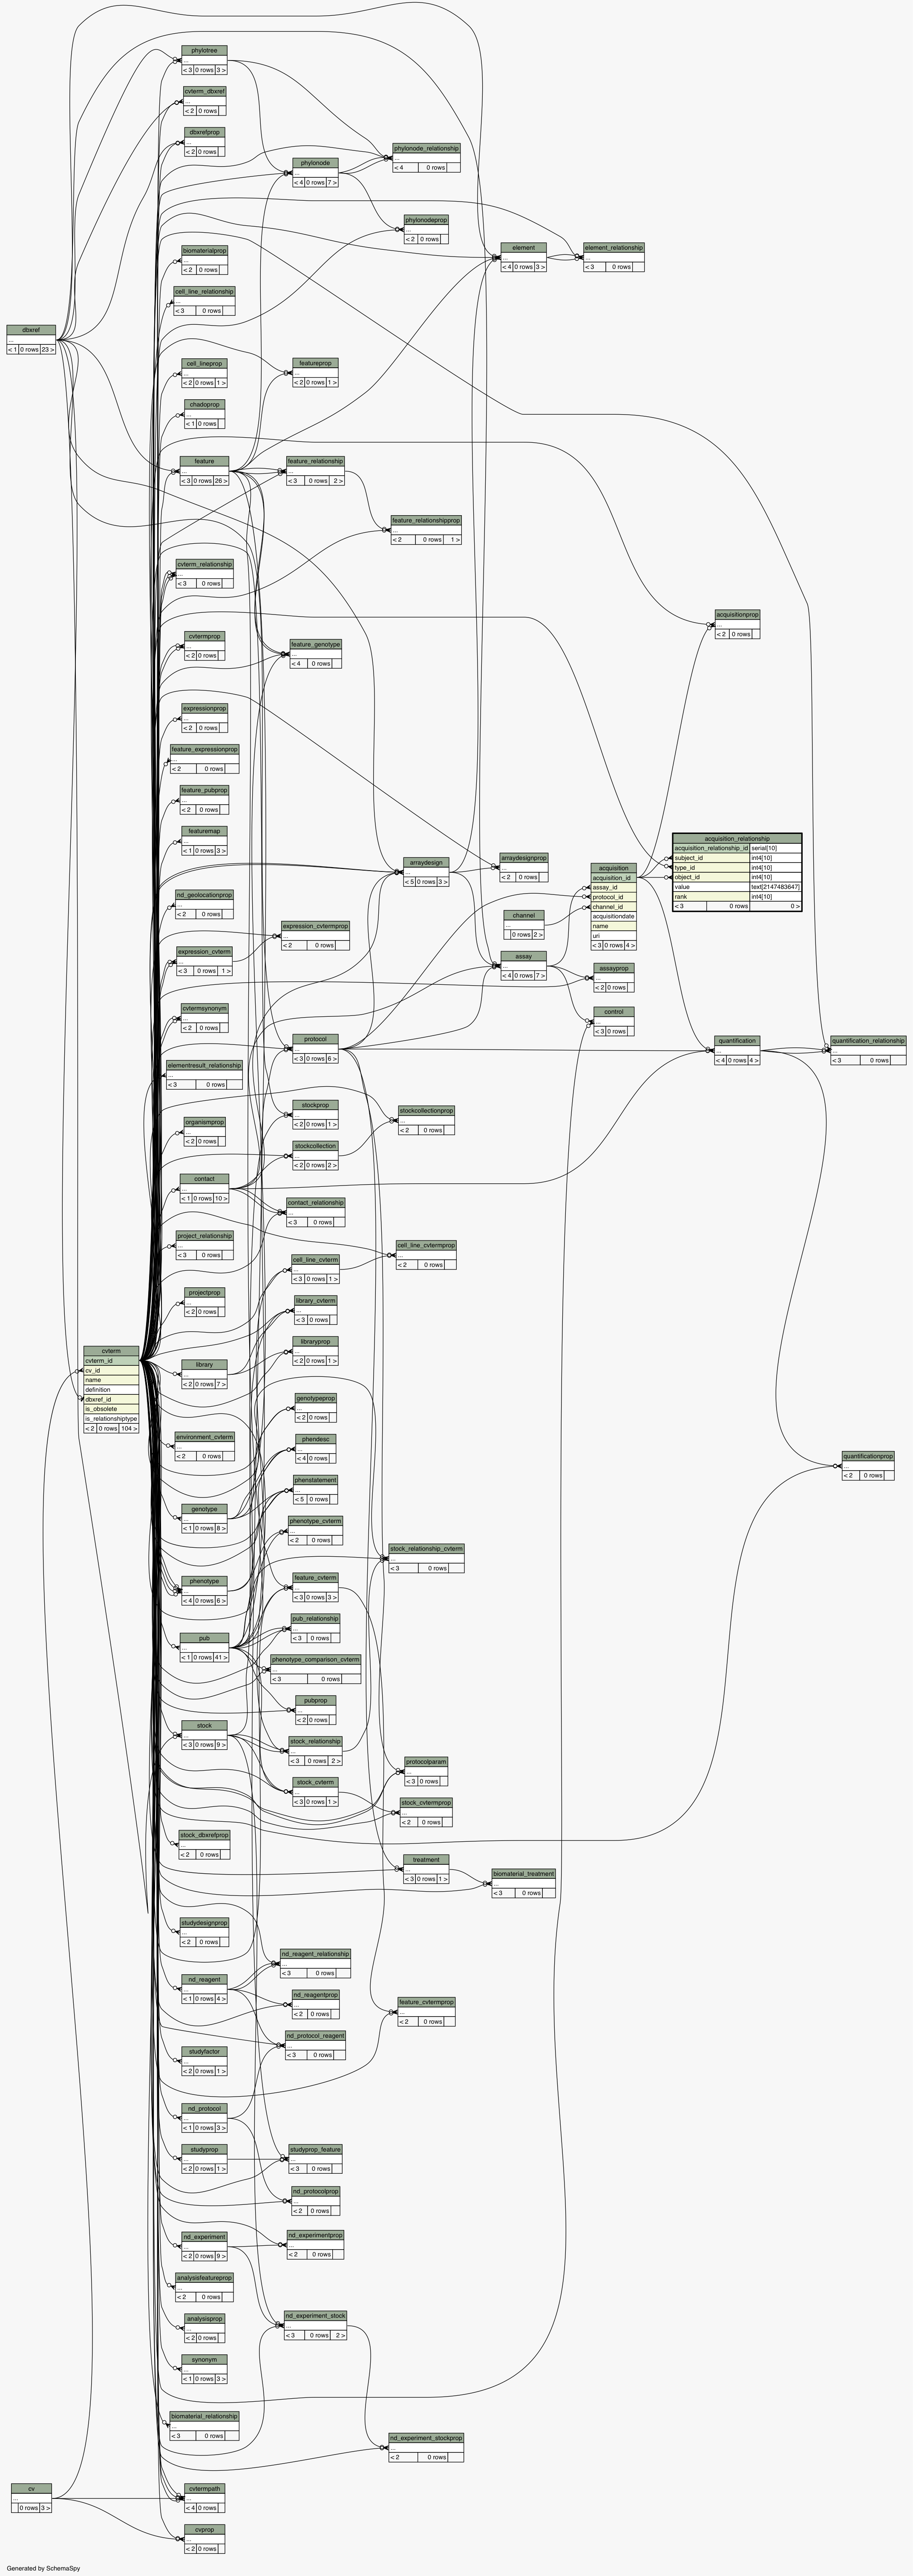 phylotree
...
< 3 0 rows 3 >
cvterm_dbxref
...
< 2 0 rows
dbxrefprop
...
< 2 0 rows
phylonode_relationship
...
< 4 0 rows
phylonode
...
< 4 0 rows 7 >
phylonodeprop
...
< 2 0 rows
element
...
< 4 0 rows 3 >
element_relationship
...
< 3 0 rows
biomaterialprop
...
< 2 0 rows
cell_line_relationship
...
< 3 0 rows
dbxref
...
< 1 0 rows 23 >
cell_lineprop
...
< 2 0 rows 1 >
featureprop
...
< 2 0 rows 1 >
chadoprop
...
< 1 0 rows
feature
...
< 3 0 rows 26 >
feature_relationship
...
< 3 0 rows 2 >
feature_relationshipprop
...
< 2 0 rows 1 >
cvterm_relationship
...
< 3 0 rows
acquisitionprop
...
< 2 0 rows
cvtermprop
...
< 2 0 rows
feature_genotype
...
< 4 0 rows
expressionprop
...
< 2 0 rows
feature_expressionprop
...
< 2 0 rows
feature_pubprop
...
< 2 0 rows
featuremap
...
< 1 0 rows 3 >
acquisition_relationship
acquisition_relationship_id serial[10]
subject_id int4[10]
type_id int4[10]
object_id int4[10]
value text[2147483647]
rank int4[10]
< 3 0 rows 0 >
arraydesign
...
< 5 0 rows 3 >
arraydesignprop
...
< 2 0 rows
acquisition
acquisition_id
assay_id
protocol_id
channel_id
acquisitiondate
name
uri
< 3 0 rows 4 >
nd_geolocationprop
...
< 2 0 rows
channel
...
0 rows 2 >
expression_cvtermprop
...
< 2 0 rows
expression_cvterm
...
< 3 0 rows 1 >
assay
...
< 4 0 rows 7 >
assayprop
...
< 2 0 rows
cvtermsynonym
...
< 2 0 rows
control
...
< 3 0 rows
protocol
...
< 3 0 rows 6 >
quantification
...
< 4 0 rows 4 >
quantification_relationship
...
< 3 0 rows
elementresult_relationship
...
< 3 0 rows
stockprop
...
< 2 0 rows 1 >
stockcollectionprop
...
< 2 0 rows
organismprop
...
< 2 0 rows
stockcollection
...
< 2 0 rows 2 >
contact
...
< 1 0 rows 10 >
contact_relationship
...
< 3 0 rows
project_relationship
...
< 3 0 rows
cell_line_cvtermprop
...
< 2 0 rows
cell_line_cvterm
...
< 3 0 rows 1 >
projectprop
...
< 2 0 rows
library_cvterm
...
< 3 0 rows
cvterm
cvterm_id
cv_id
name
definition
dbxref_id
is_obsolete
is_relationshiptype
< 2 0 rows 104 >
libraryprop
...
< 2 0 rows 1 >
library
...
< 2 0 rows 7 >
genotypeprop
...
< 2 0 rows
environment_cvterm
...
< 2 0 rows
phendesc
...
< 4 0 rows
quantificationprop
...
< 2 0 rows
phenstatement
...
< 5 0 rows
genotype
...
< 1 0 rows 8 >
phenotype_cvterm
...
< 2 0 rows
stock_relationship_cvterm
...
< 3 0 rows
phenotype
...
< 4 0 rows 6 >
feature_cvterm
...
< 3 0 rows 3 >
pub_relationship
...
< 3 0 rows
pub
...
< 1 0 rows 41 >
phenotype_comparison_cvterm
...
< 3 0 rows
pubprop
...
< 2 0 rows
stock
...
< 3 0 rows 9 >
stock_relationship
...
< 3 0 rows 2 >
protocolparam
...
< 3 0 rows
stock_cvterm
...
< 3 0 rows 1 >
stock_cvtermprop
...
< 2 0 rows
stock_dbxrefprop
...
< 2 0 rows
treatment
...
< 3 0 rows 1 >
biomaterial_treatment
...
< 3 0 rows
studydesignprop
...
< 2 0 rows
nd_reagent_relationship
...
< 3 0 rows
nd_reagent
...
< 1 0 rows 4 >
nd_reagentprop
...
< 2 0 rows
feature_cvtermprop
...
< 2 0 rows
nd_protocol_reagent
...
< 3 0 rows
studyfactor
...
< 2 0 rows 1 >
nd_protocol
...
< 1 0 rows 3 >
studyprop
...
< 2 0 rows 1 >
studyprop_feature
...
< 3 0 rows
nd_protocolprop
...
< 2 0 rows
nd_experiment
...
< 2 0 rows 9 >
nd_experimentprop
...
< 2 0 rows
analysisfeatureprop
...
< 2 0 rows
analysisprop
...
< 2 0 rows
nd_experiment_stock
...
< 3 0 rows 2 >
synonym
...
< 1 0 rows 3 >
biomaterial_relationship
...
< 3 0 rows
nd_experiment_stockprop
...
< 2 0 rows
cv
...
0 rows 3 >
cvtermpath
...
< 4 0 rows
cvprop
...
< 2 0 rows
Generated by SchemaSpy